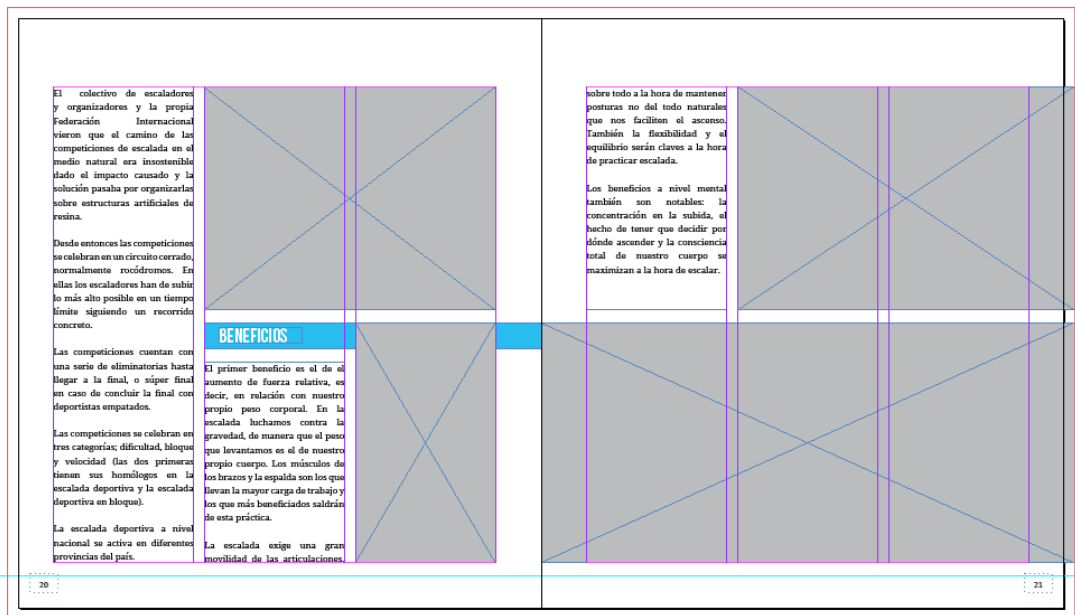 El colectivo de escaladores
y organizadores y la propia
Federación Internacional
vieron que el camino de las
competiciones de escalada en el
medio natural era insostenible
dado el impacto causado y la
solución pasaba por organizarlas
sobre estructuras artificiales de
resina.
Desde entonces las competiciones
se celebran en un circuito cerrado,
normalmente rocódromos. En
ellas los escaladores han de subir
lo más alto posible en un tiempo
límite siguiendo un recorrido
concreto.
Las competiciones cuentan con
una serie de eliminatorias hasta
llegar a la final, o súper final
en caso de concluir la final con
deportistas empatados.
Las competiciones se celebran en
tres categorías; dificultad, bloque
y velocidad (las dos primeras
tienen sus homólogos en la
escalada deportiva y la escalada
deportiva en bloque).
La escalada deportiva a nivel
nacional se activa en diferentes
provincias del país.
BENEFICIOS
El primer beneficio es el de el
aumento de fuerza relativa, es
decir, en relación con nuestro
propio peso corporal. En la
escalada luchamos contra la
gravedad, de manera que el peso
que levantamos es el de nuestro
propio cuerpo. Los músculos de
los brazos y la espalda son los que
llevan la mayor carga de trabajo y
los que más beneficiados saldrán
de esta práctica.
La escalada exige una gran
movilidad de las articulaciones,
20
sobre todo a la hora de mantener
posturas no del todo naturales
que nos faciliten el ascenso.
También la flexibilidad y el
equilibrio serán claves a la hora
de practicar escalada.
Los beneficios a nivel mental
también son notables: la
concentración en la subida, el
hecho de tener que decidir por
dónde ascender y la consciencia
total de nuestro cuerpo se
maximizan a la hora de escalar.
21